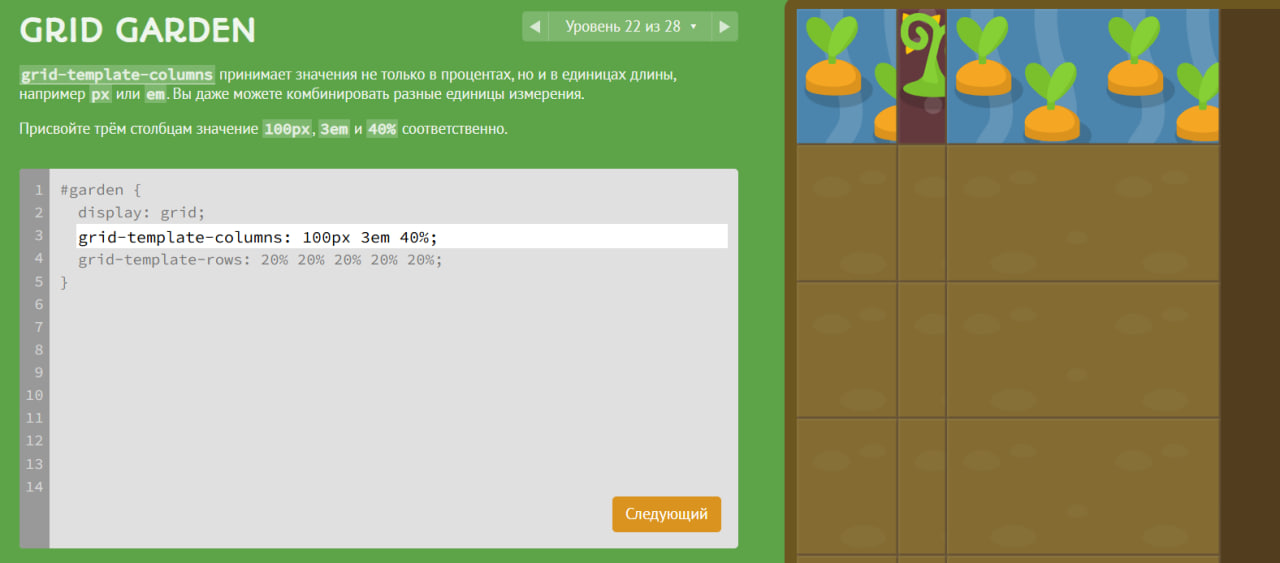 GRID GARDEN
◀ Уровень 22 из 28 ▼ ▶
grid-template-columns принимает значения не только в процентах, но и в единицах длины,
например px или em. Вы даже можете комбинировать разные единицы измерения.
Присвойте трём столбцам значение 100px, 3em и 40% соответственно.
1 #garden {
2 display: grid;
3 grid-template-columns: 100px 3em 40%;
4 grid-template-rows: 20% 20% 20% 20% 20%;
5 }
6
7
8
9
10
11
12
13
14
Следующий